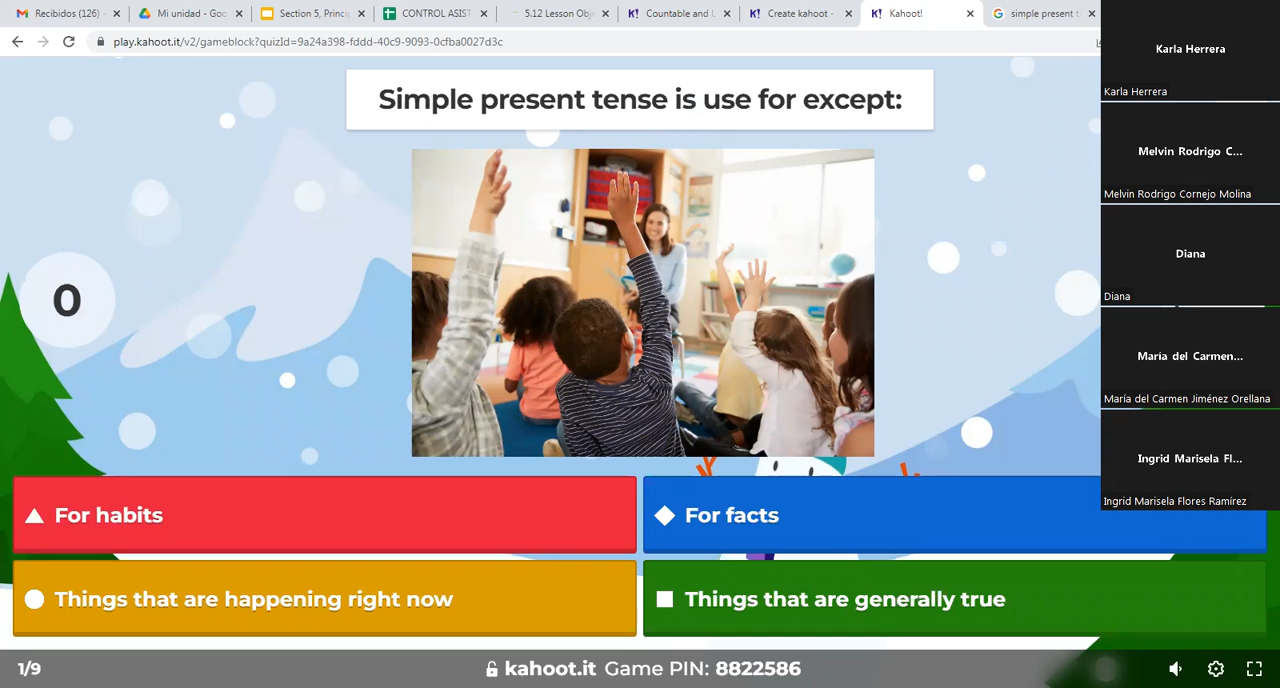 Recibidos (126) -
Mi unidad - Goo
Section 5, Princi
CONTROL ASIST
5.12 Lesson Obje
Countable and U
Create kahoot -
Kahoot!
simple present t
play.kahoot.it/v2/gameblock?quizId=9a24a398-fddd-40c9-9093-0cfba0027d3c
Simple present tense is use for except:
0
For habits
For facts
Things that are happening right now
Things that are generally true
1/9
kahoot.it Game PIN: 8822586
Karla Herrera
Karla Herrera
Melvin Rodrigo C...
Melvin Rodrigo Cornejo Molina
Diana
Diana
María del Carmen...
María del Carmen Jiménez Orellana
Ingrid Marisela Fl...
Ingrid Marisela Flores Ramírez